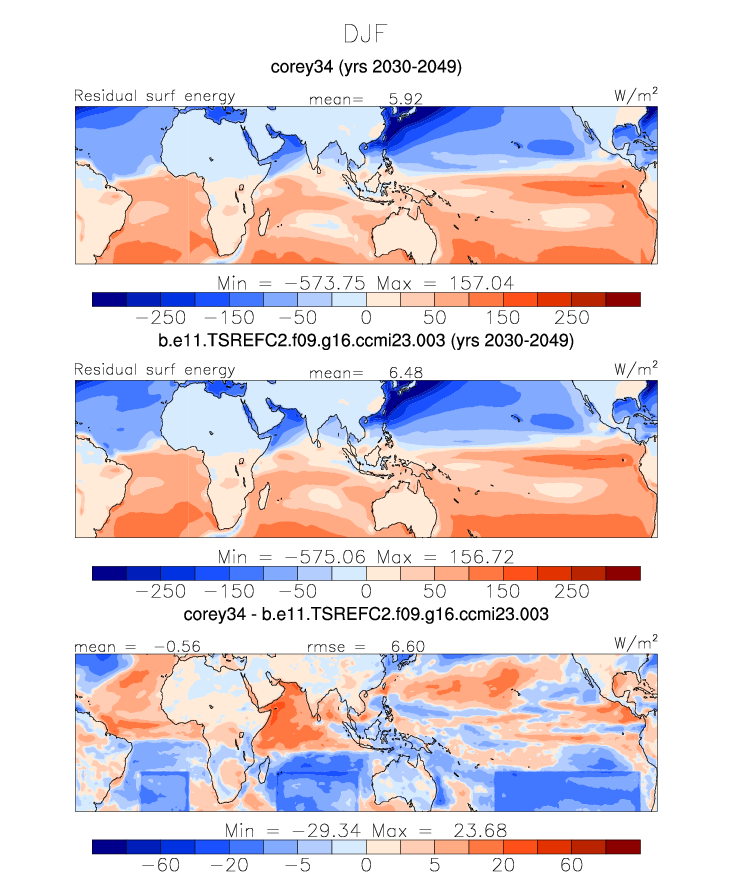 DJF
corey34 (yrs 2030-2049)
Residual surf energy mean= 5.92 W/m²
Min = −573.75 Max = 157.04
−250 −150 −50 0 50 150 250
b.e11.TSREFC2.f09.g16.ccmi23.003 (yrs 2030-2049)
Residual surf energy mean= 6.48 W/m²
Min = −575.06 Max = 156.72
−250 −150 −50 0 50 150 250
corey34 - b.e11.TSREFC2.f09.g16.ccmi23.003
mean = −0.56 rmse = 6.60 W/m²
Min = −29.34 Max = 23.68
−60 −20 −5 0 5 20 60